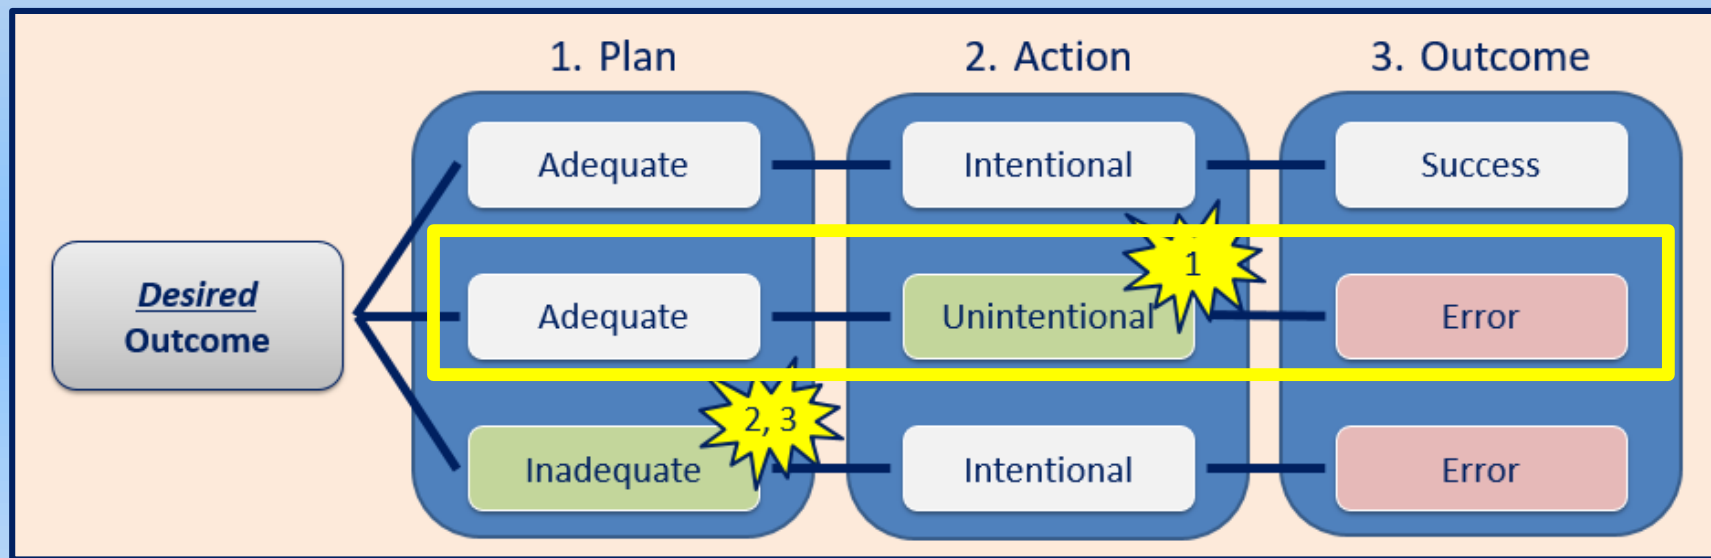 1. Plan
2. Action
3. Outcome
Adequate
Intentional
Success
1
Desired
Outcome
Adequate
Unintentional
Error
2, 3
Inadequate
Intentional
Error